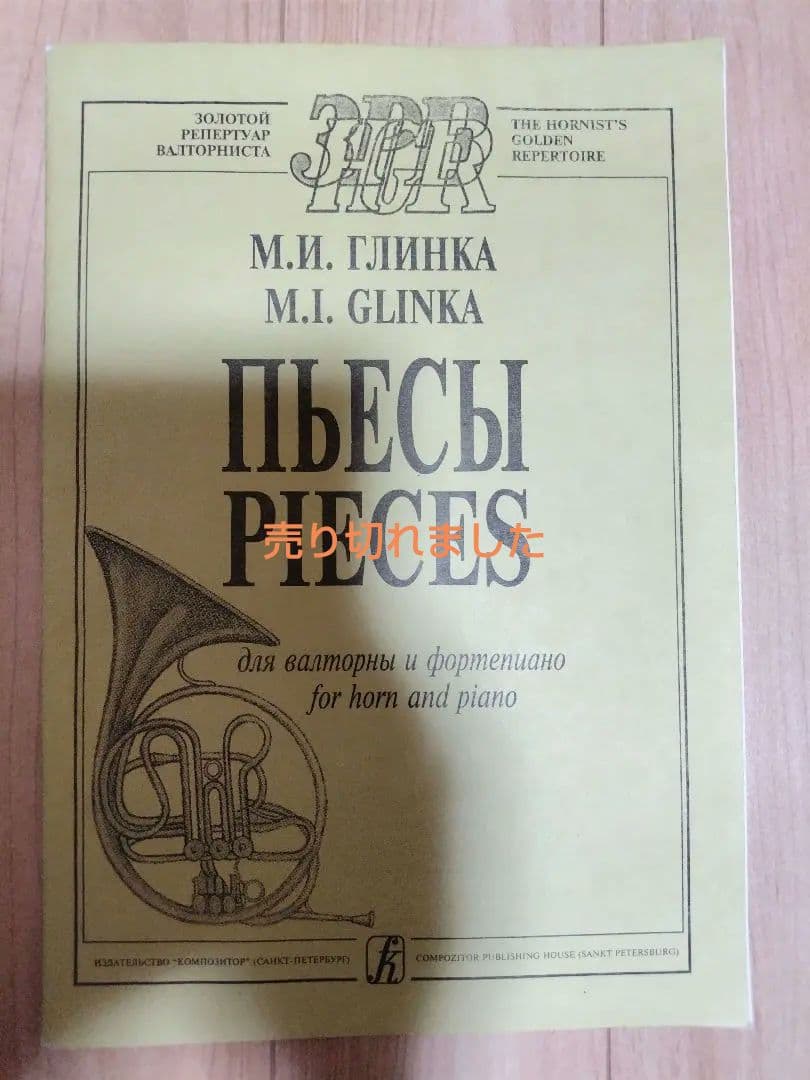 ЗОЛОТОЙ
РЕПЕРТУАР
ВАЛТОРНИСТА
THE HORNIST'S
GOLDEN
REPERTOIRE
М.И. ГЛИНКА
M.I. GLINKA
ПЬЕСЫ
PIECES
売り切れました
для валторны и фортепиано
for horn and piano
ИЗДАТЕЛЬСТВО "КОМПОЗИТОР" (САНКТ-ПЕТЕРБУРГ)
COMPOZITOR PUBLISHING HOUSE (SANKT PETERSBURG)